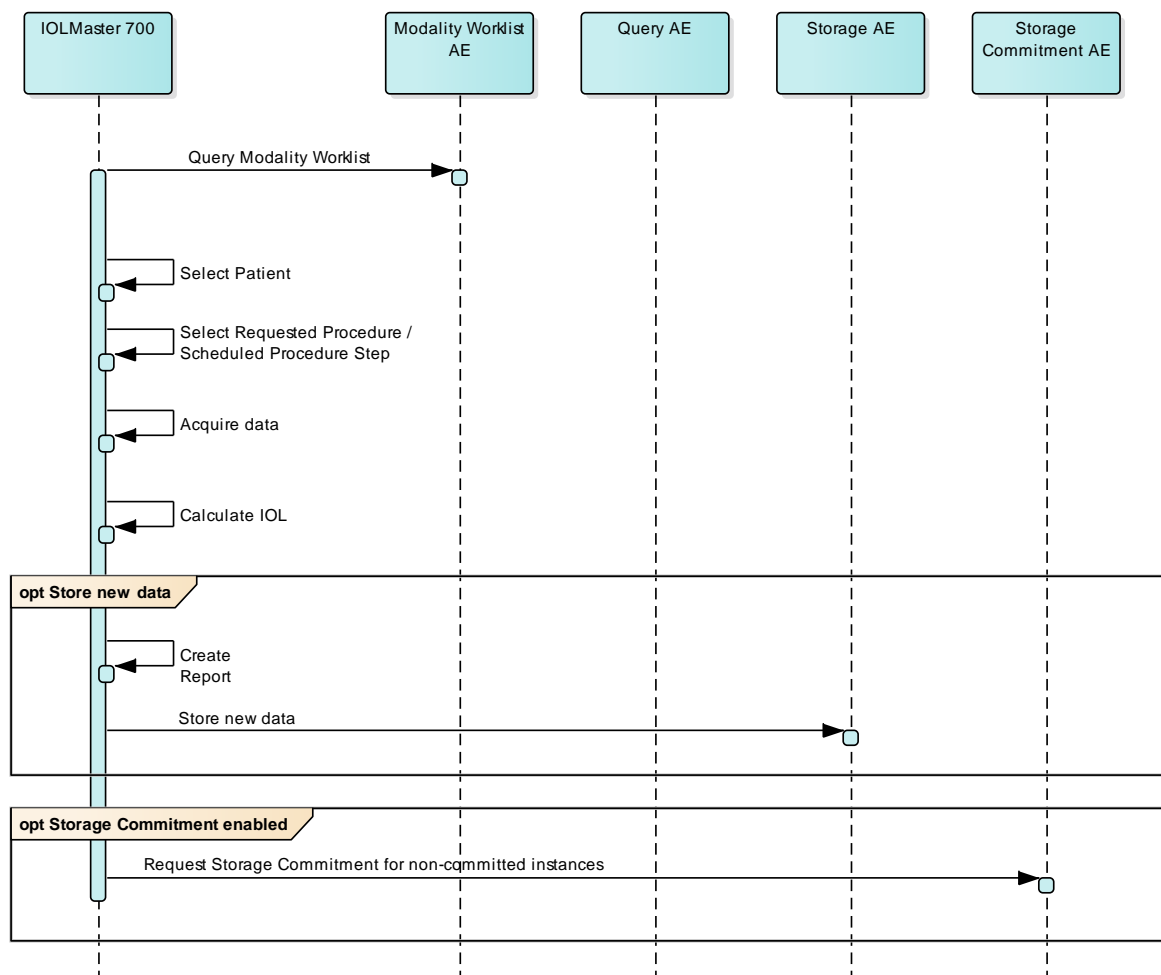 IOLMaster 700
Modality Worklist
AE
Query AE
Storage AE
Storage
Commitment AE
Query Modality Worklist
Select Patient
Select Requested Procedure /
Scheduled Procedure Step
Acquire data
Calculate IOL
opt Store new data
Create
Report
Store new data
opt Storage Commitment enabled
Request Storage Commitment for non-committed instances